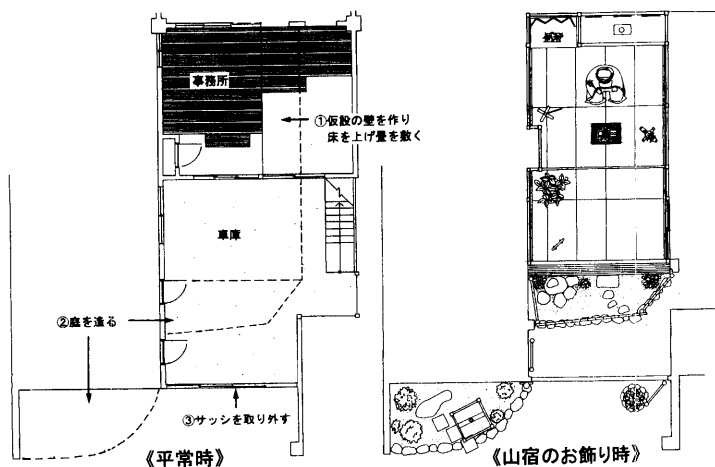 事務所
①仮設の壁を作り
床を上げ畳を敷く
車庫
②庭を造る
③サッシを取り外す
《平常時》
《山宿のお飾り時》